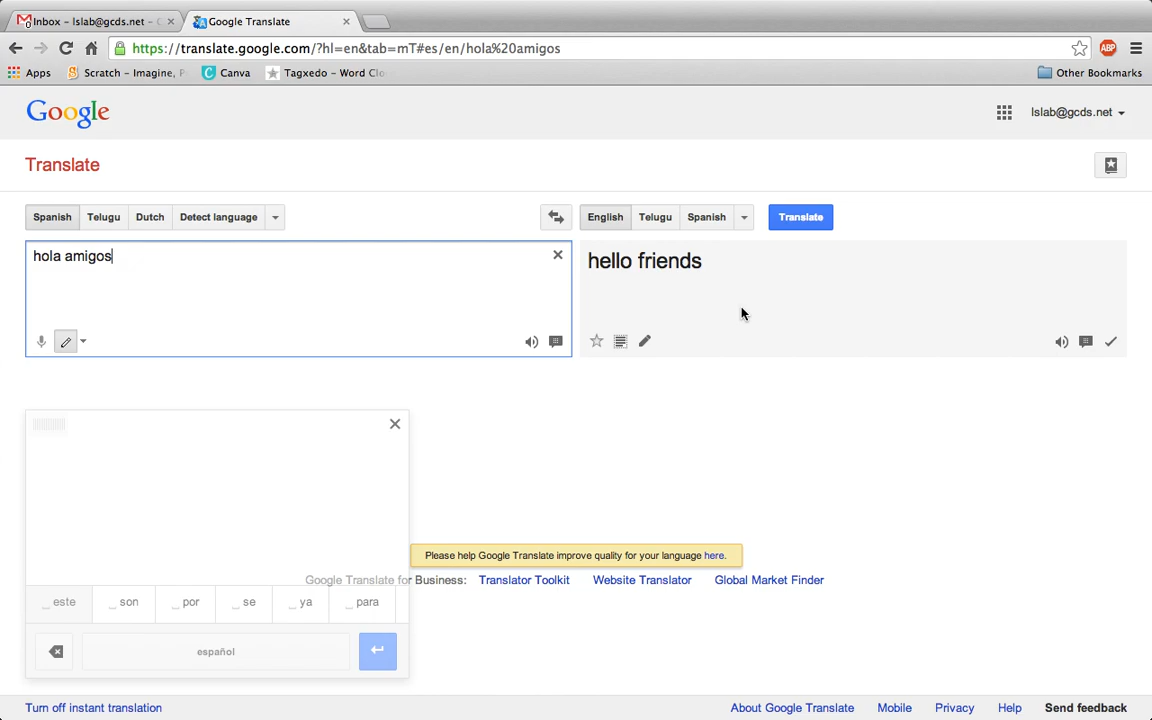 Inbox - lslab@gcds.net - G
Google Translate
https://translate.google.com/?hl=en&tab=mT#es/en/hola%20amigos
ABP
Apps
Scratch - Imagine, P
Canva
Tagxedo - Word Clo
Other Bookmarks
Google
lslab@gcds.net
Translate
Spanish Telugu Dutch Detect language
English Telugu Spanish Translate
hola amigos
hello friends
Please help Google Translate improve quality for your language here.
Google Translate for Business: Translator Toolkit Website Translator Global Market Finder
este son por se ya para
español
Turn off instant translation
About Google Translate Mobile Privacy Help Send feedback